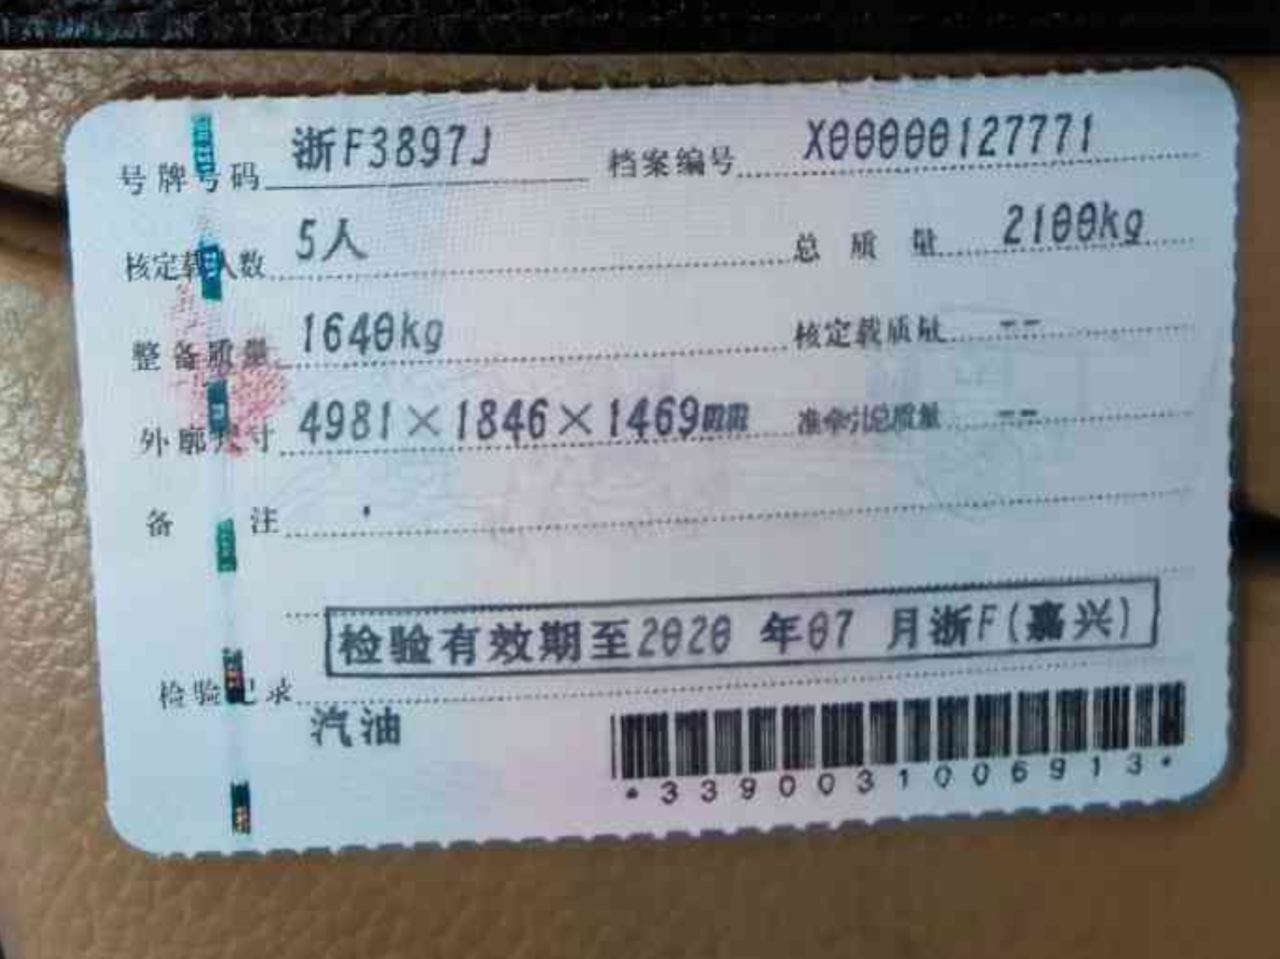 号牌号码 浙F3897J 档案编号 X00000127771
核定载人数 5人 总质量 2100kg
整备质量 1640kg 核定载质量 --
外廓尺寸 4981×1846×1469mm 准牵引总质量 --
备注
检验有效期至2020 年07 月浙F(嘉兴)
检验记录
汽油
*3390031006913*